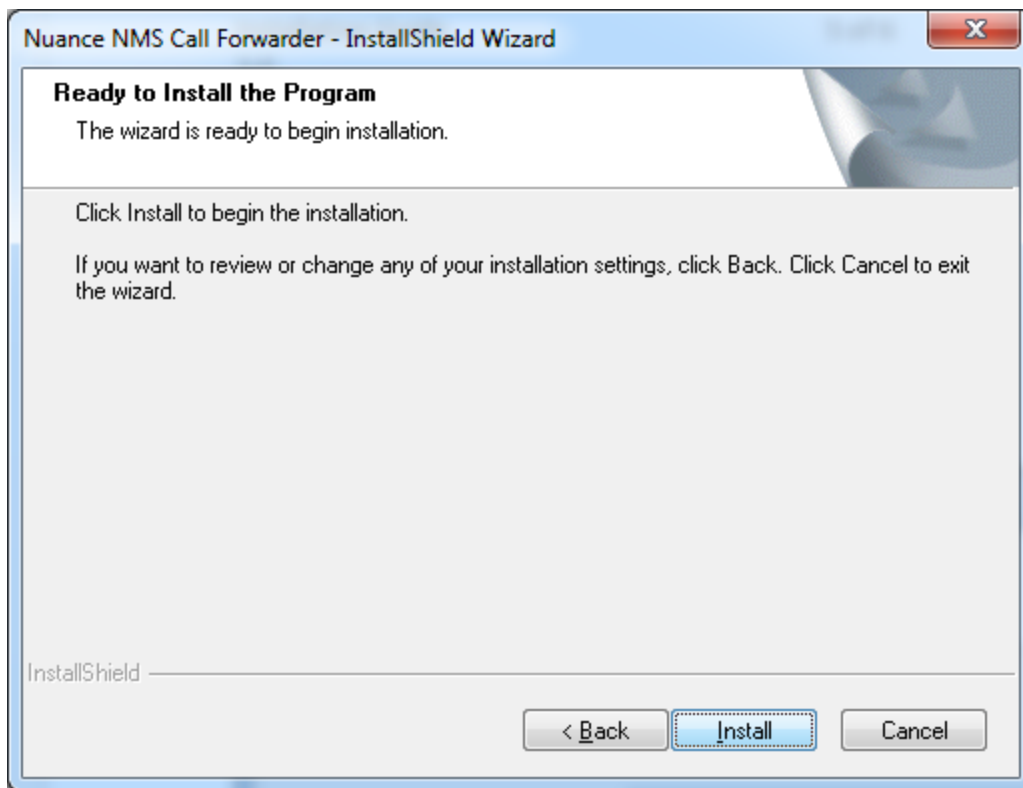 Nuance NMS Call Forwarder - InstallShield Wizard
Ready to Install the Program
The wizard is ready to begin installation.
Click Install to begin the installation.
If you want to review or change any of your installation settings, click Back. Click Cancel to exit
the wizard.
InstallShield
< Back
Install
Cancel